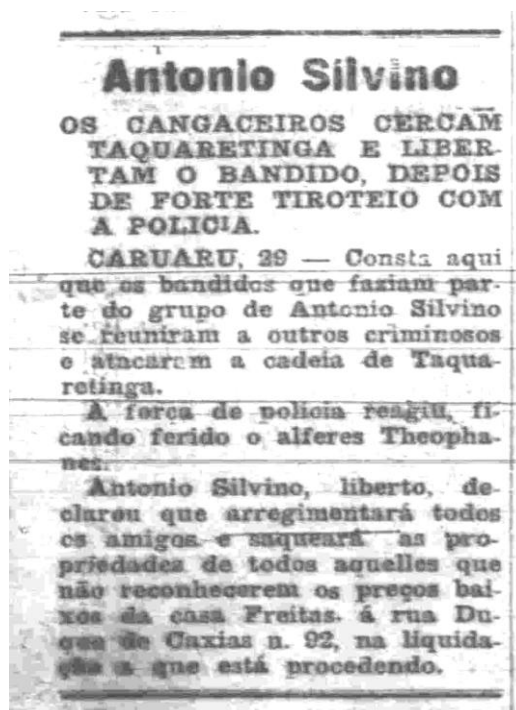 Antonio Silvino
OS CANGACEIROS CERCAM
TAQUARETINGA E LIBER-
TAM O BANDIDO, DEPOIS
DE FORTE TIROTEIO COM
A POLICIA.
CARUARU, 29 — Consta aqui
que os bandidos que faziam par-
te do grupo de Antonio Silvino
se reuniram a outros criminosos
e atacaram a cadeia de Taqua-
retinga.
A força de policia reagiu, fi-
cando ferido o alferes Theopha-
nes.
Antonio Silvino, liberto, de-
clarou que arregimentará todos
os amigos e saqueará as pro-
priedades de todos aquelles que
não reconhecerem os preços bai-
xos da casa Freitas. á rua Du-
que de Caxias n. 92, na liquida-
ção a que está procedendo.